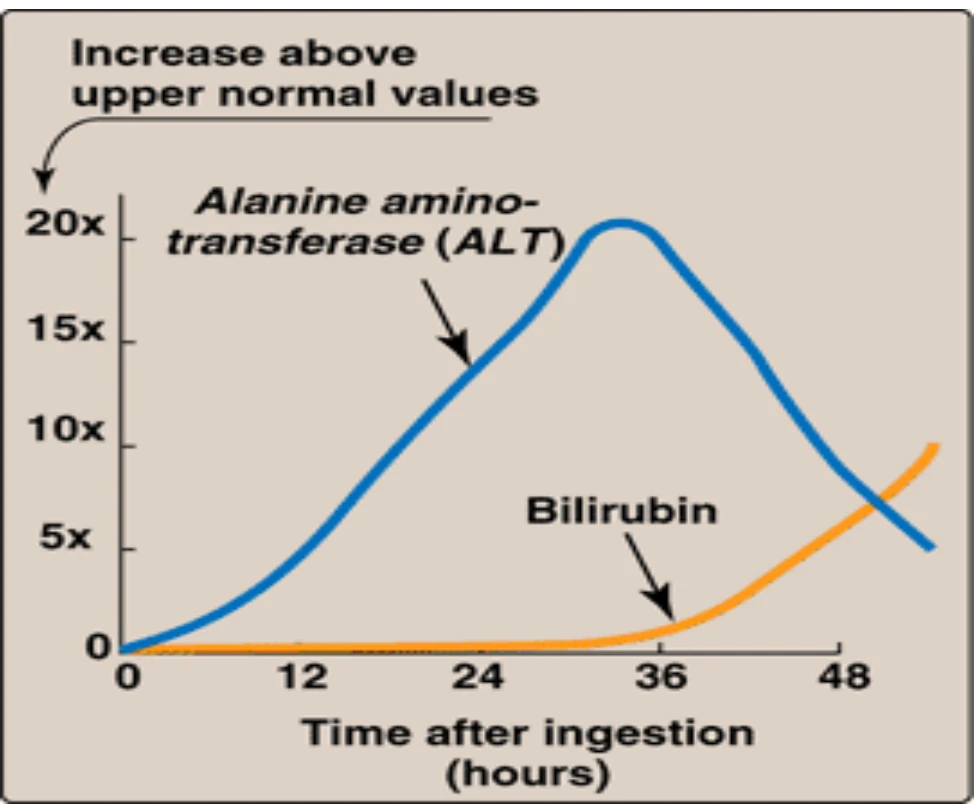 Increase above
upper normal values
20x
Alanine amino-
transferase (ALT)
15x
10x
Bilirubin
5x
0
0 12 24 36 48
Time after ingestion
(hours)